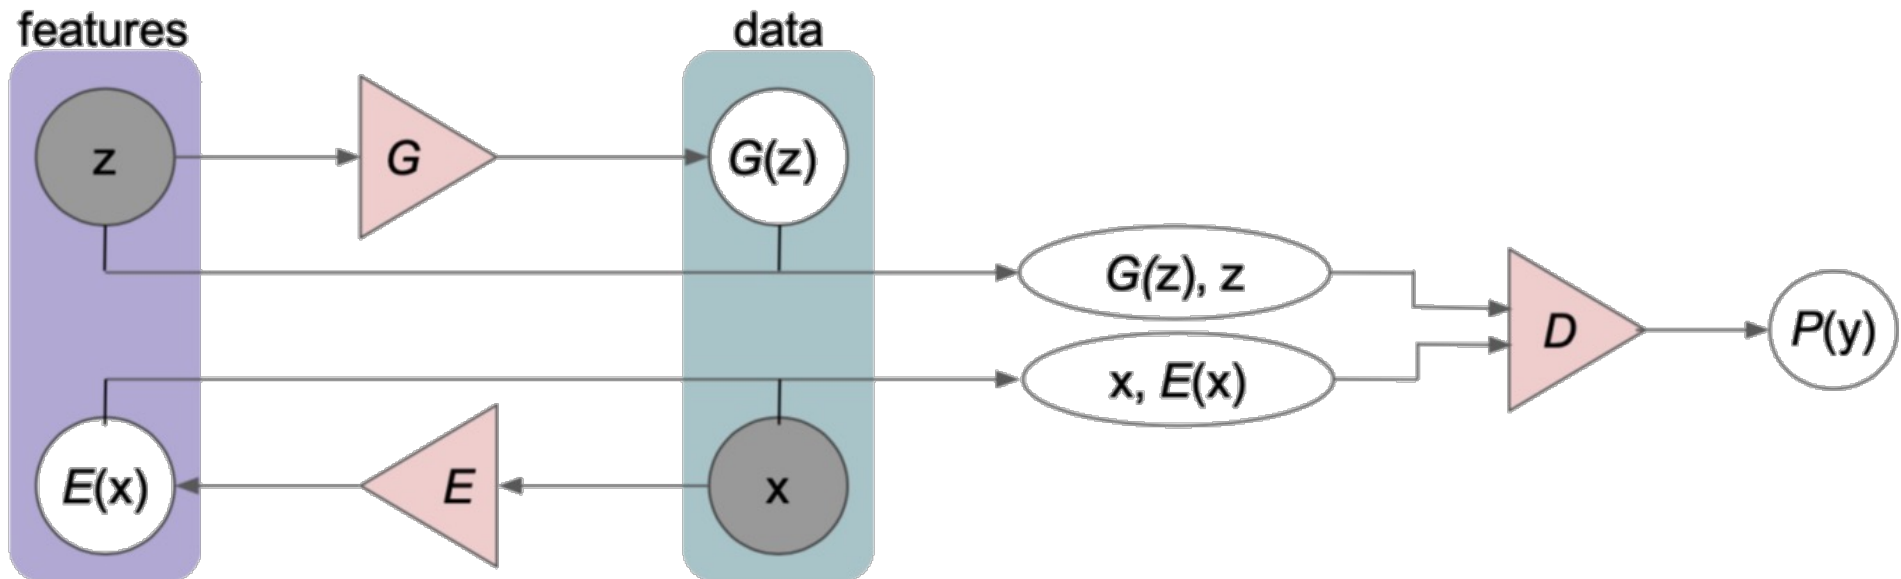 features
data
z
G
G(z)
G(z), z
D
P(y)
x, E(x)
E(x)
E
x